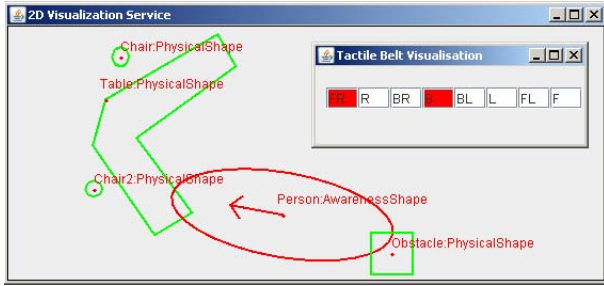 2D Visualization Service
Chair:PhysicalShape
Table:PhysicalShape
Chair2:PhysicalShape
Person:AwarenessShape
Obstacle:PhysicalShape
Tactile Belt Visualisation
FR R BR B BL L FL F